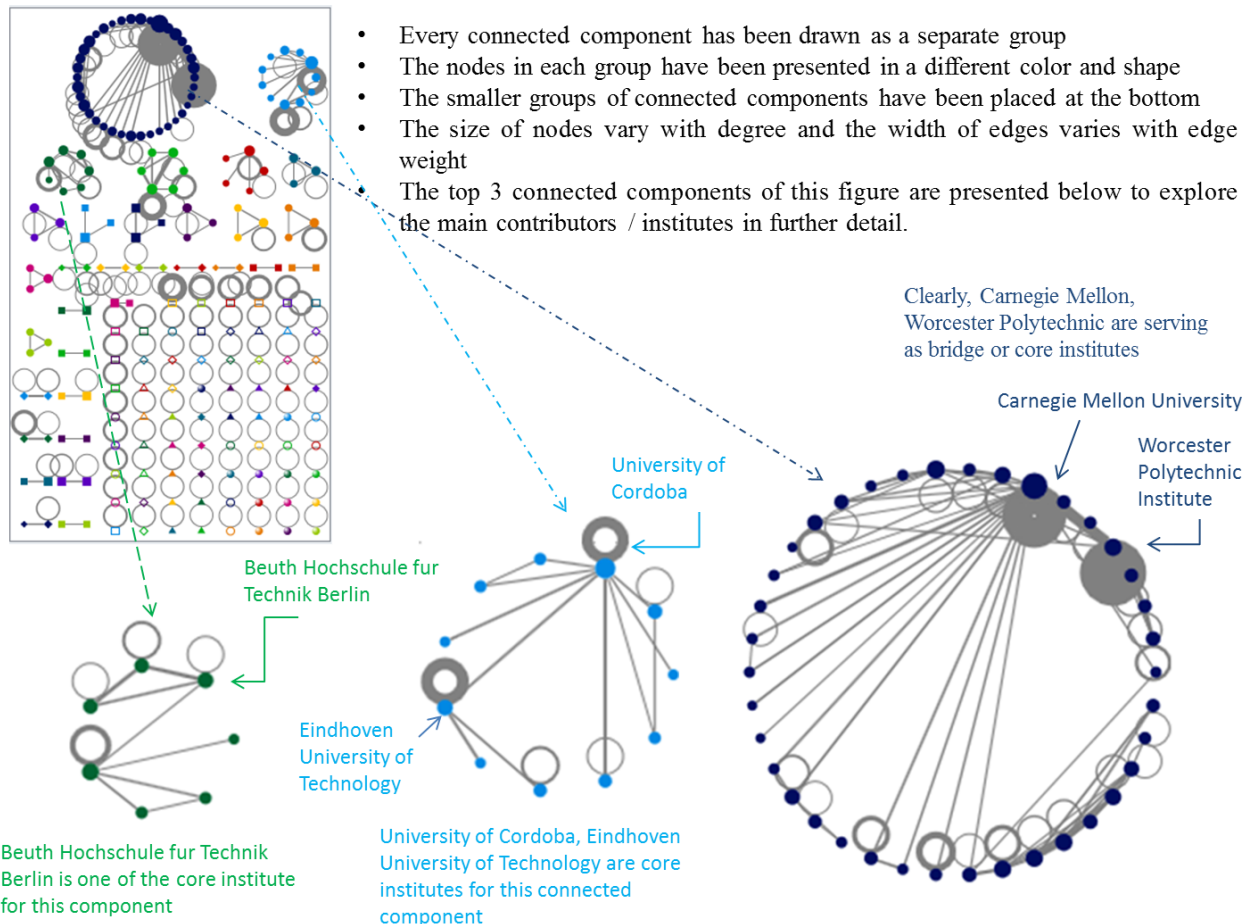 • Every connected component has been drawn as a separate group
• The nodes in each group have been presented in a different color and shape
• The smaller groups of connected components have been placed at the bottom
• The size of nodes vary with degree and the width of edges varies with edge
weight
• The top 3 connected components of this figure are presented below to explore
the main contributors / institutes in further detail.
Clearly, Carnegie Mellon,
Worcester Polytechnic are serving
as bridge or core institutes
Carnegie Mellon University
Worcester
Polytechnic
Institute
University of
Cordoba
Beuth Hochschule fur
Technik Berlin
Eindhoven
University of
Technology
Beuth Hochschule fur Technik
Berlin is one of the core institute
for this component
University of Cordoba, Eindhoven
University of Technology are core
institutes for this connected
component